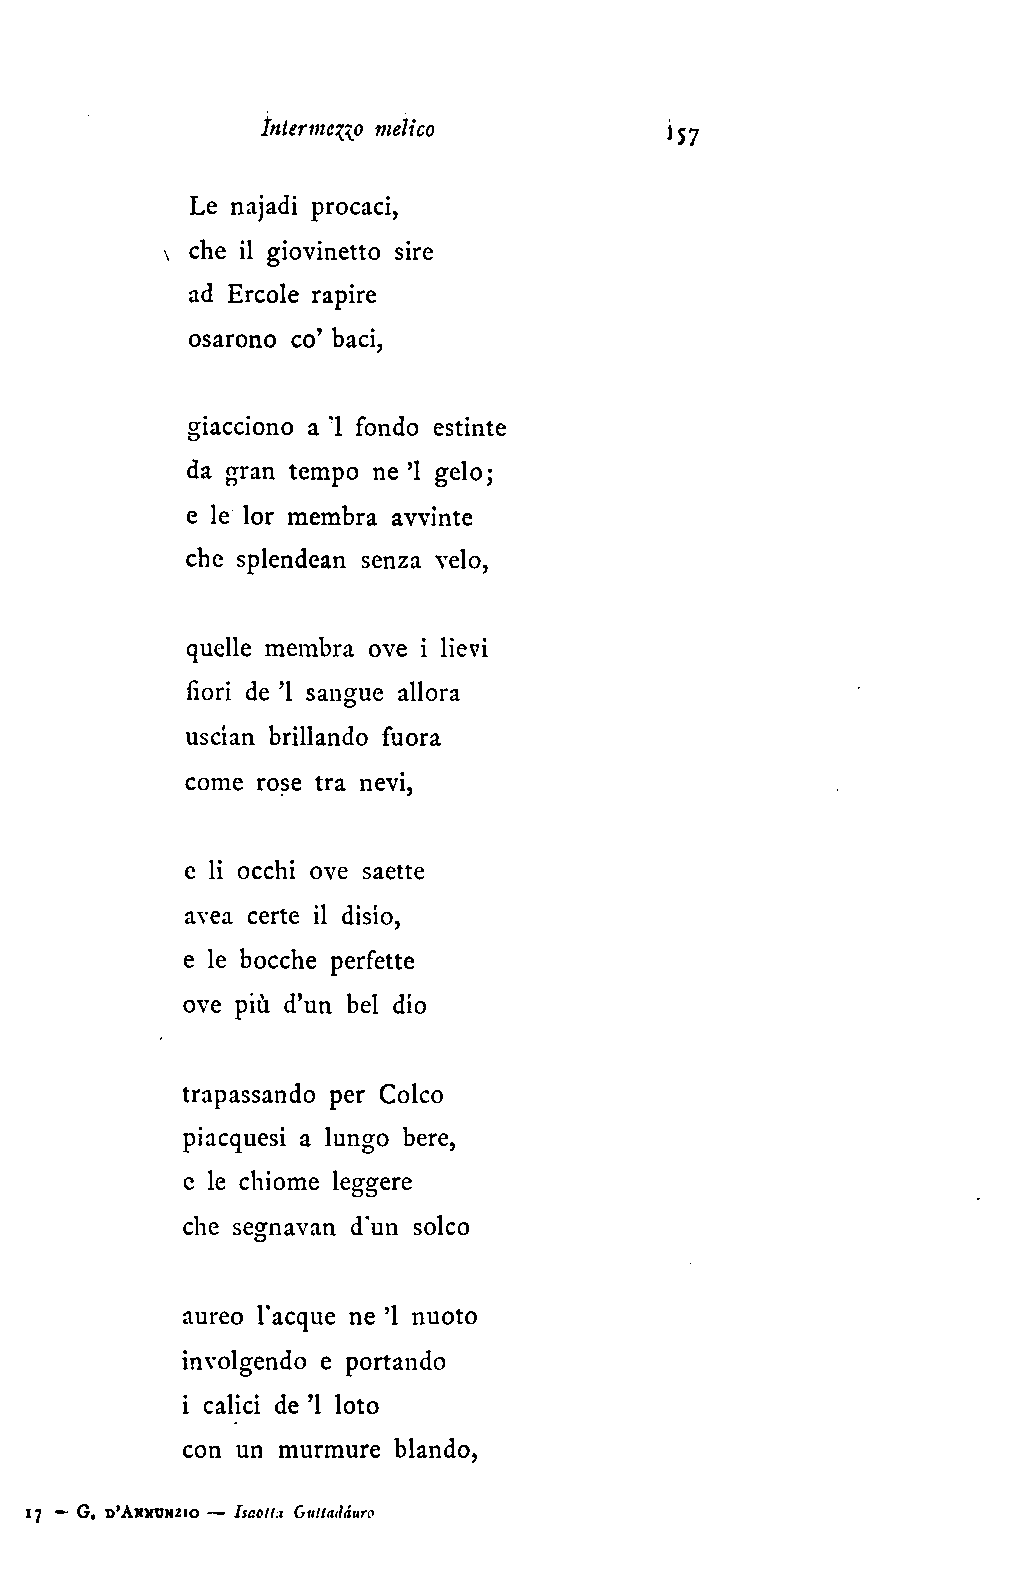 Intermezzo melico 157
Le najadi procaci,
che il giovinetto sire
ad Ercole rapire
osarono co' baci,
giacciono a 'l fondo estinte
da gran tempo ne 'l gelo;
e le lor membra avvinte
che splendean senza velo,
quelle membra ove i lievi
fiori de 'l sangue allora
uscian brillando fuora
come rose tra nevi,
e li occhi ove saette
avea certe il disìo,
e le bocche perfette
ove più d'un bel dìo
trapassando per Colco
piacquesi a lungo bere,
e le chiome leggere
che segnavan d'un solco
aureo l'acque ne 'l nuoto
involgendo e portando
i calici de 'l loto
con un murmure blando,
17 — G. D'ANNUNZIO — Isaotta Guttadáuro